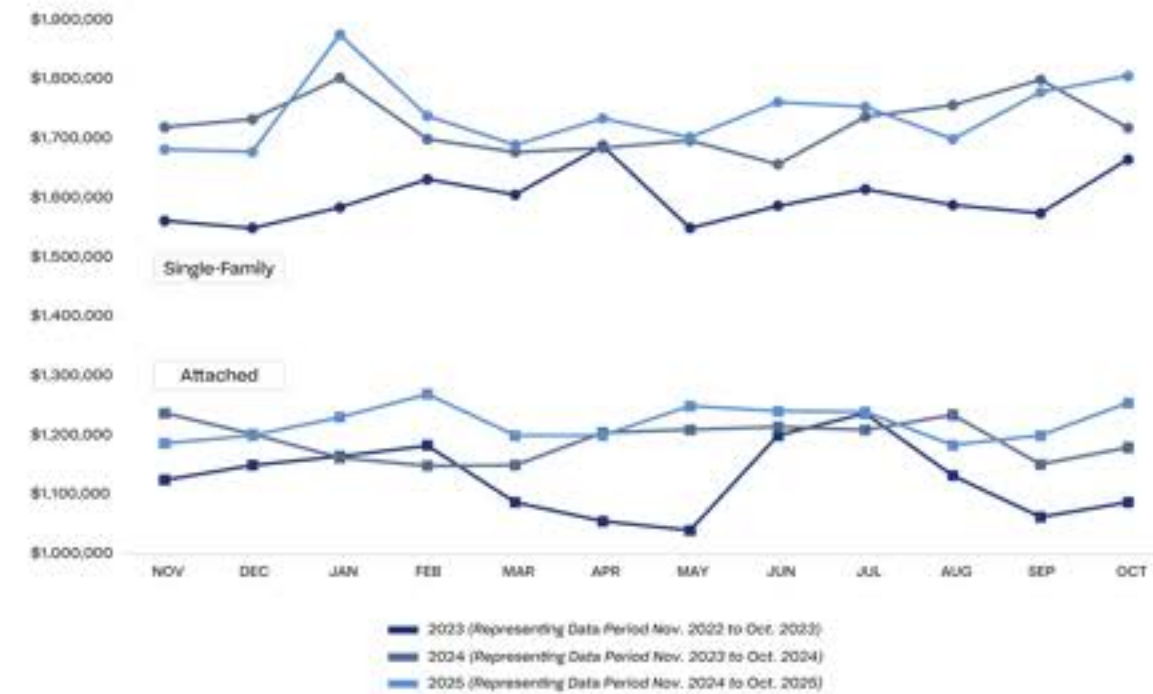 $1,900,000
$1,800,000
$1,700,000
$1,600,000
$1,500,000
Single-Family
$1,400,000
$1,300,000
Attached
$1,200,000
$1,100,000
$1,000,000
NOV DEC JAN FEB MAR APR MAY JUN JUL AUG SEP OCT
2023 (Representing Data Period Nov. 2022 to Oct. 2023)
2024 (Representing Data Period Nov. 2023 to Oct. 2024)
2025 (Representing Data Period Nov. 2024 to Oct. 2025)